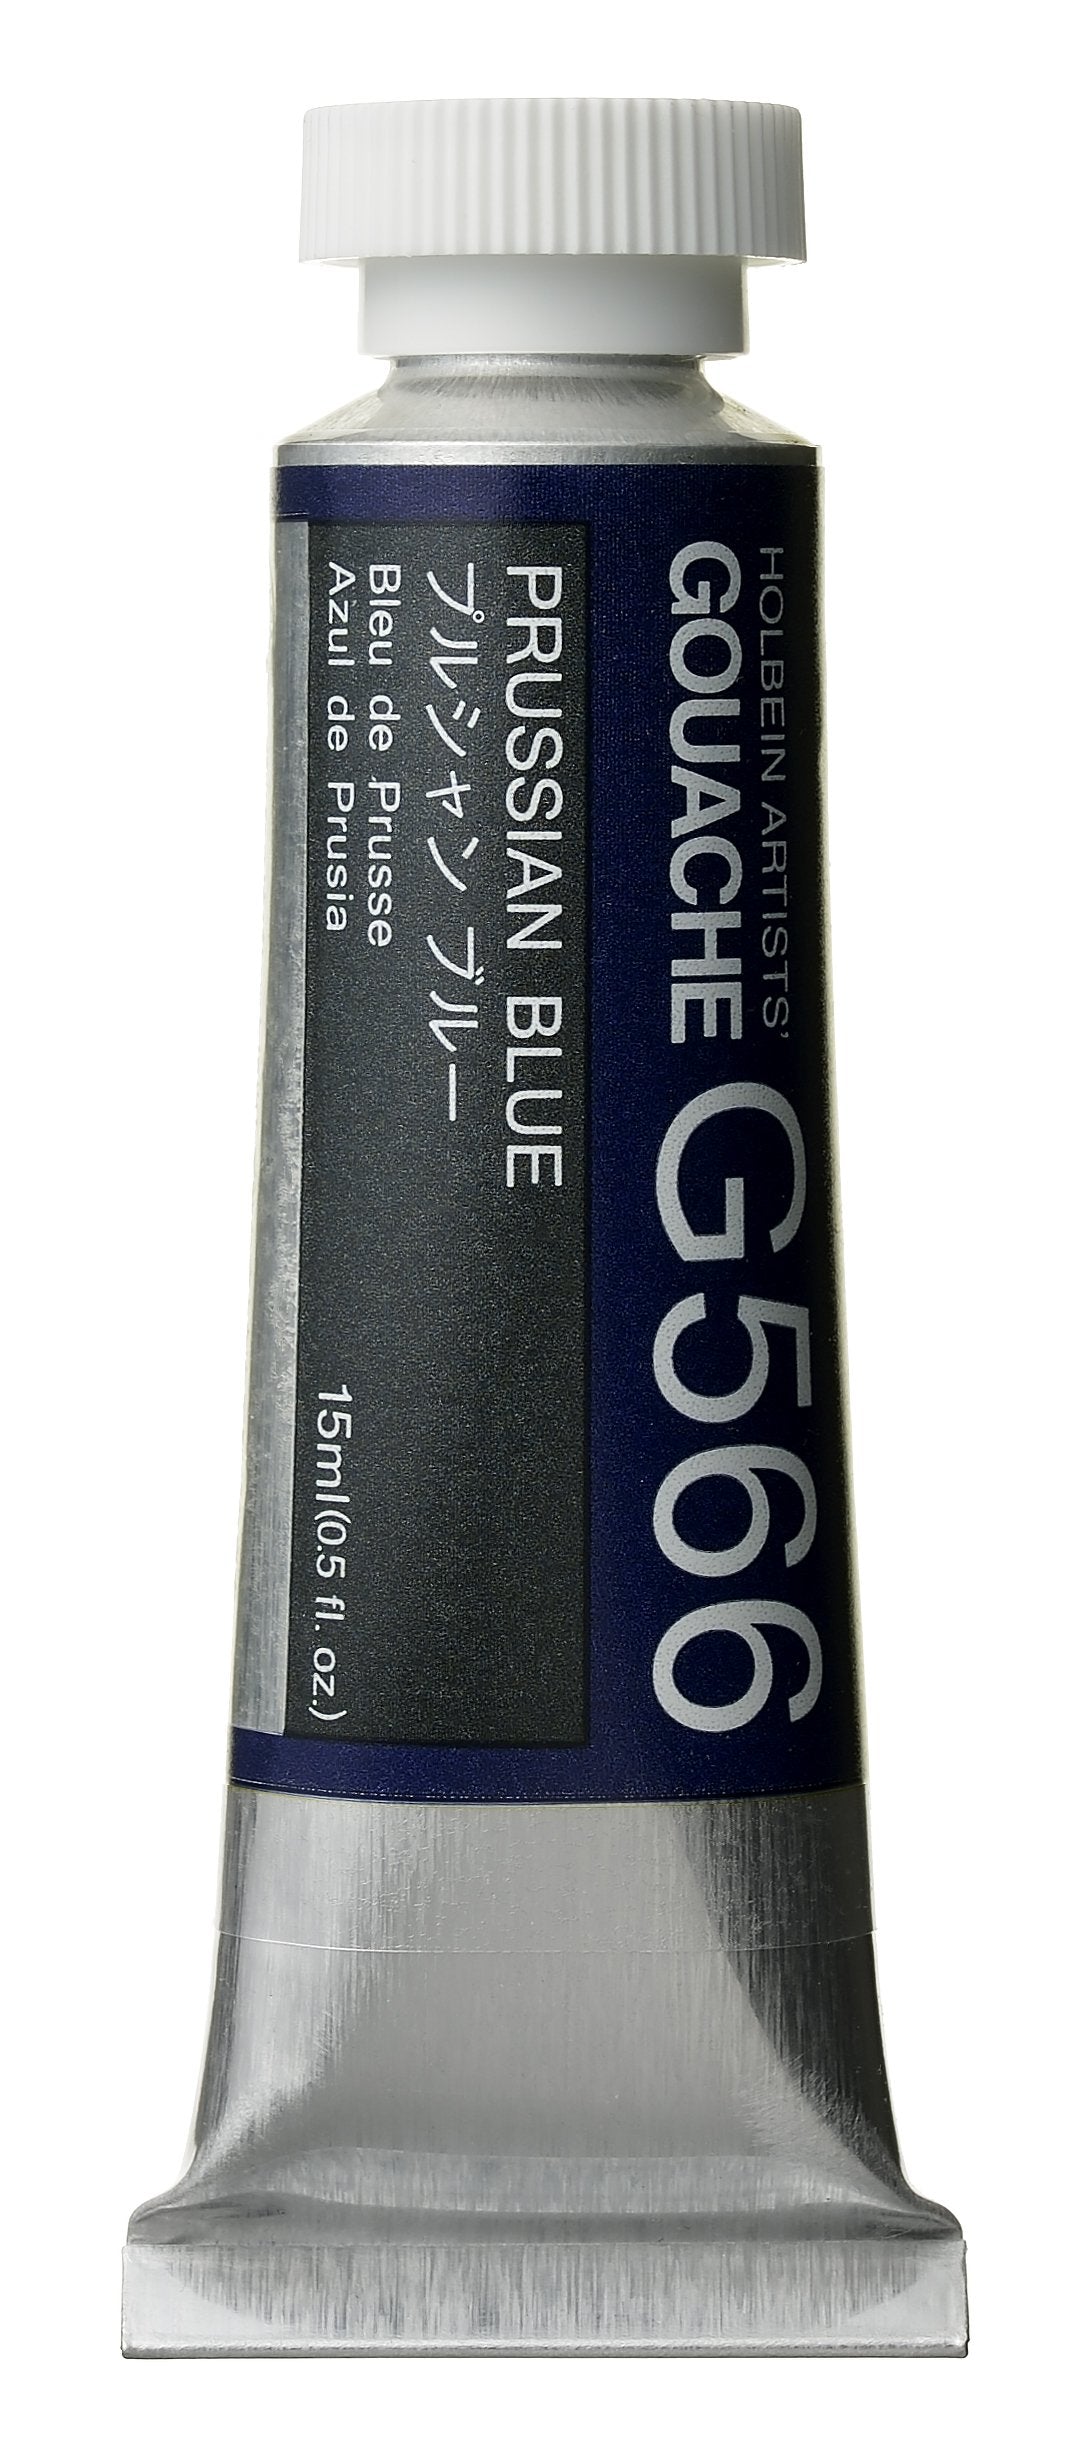 HOLBEIN ARTISTS'
GOUACHE G566
PRUSSIAN BLUE
プルシャン ブルー
Bleu de Prusse
Azul de Prusia
15ml(0.5 fl. oz.)